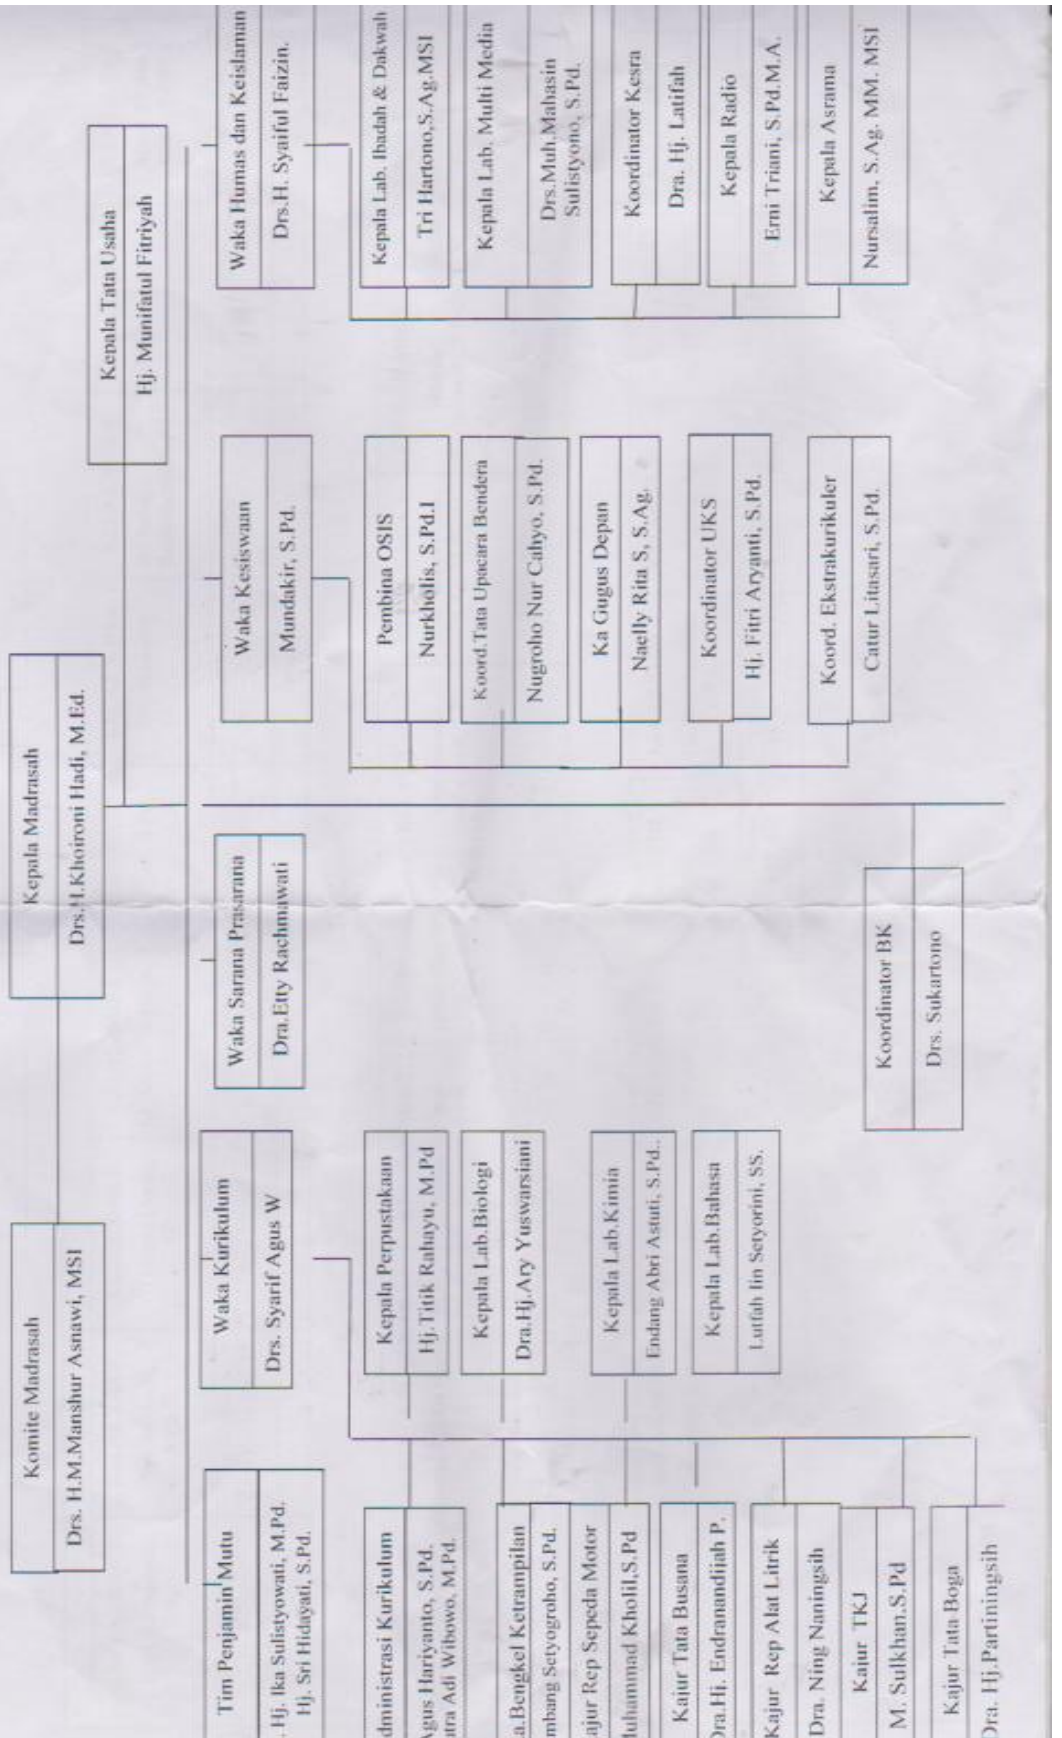 Komite Madrasah
Drs. H.M.Manshur Asnawi, MSI
Kepala Madrasah
Drs.H.Khoironi Hadi, M.Ed.
Kepala Tata Usaha
Hj. Munifatul Fitriyah
Tim Penjamin Mutu
. Hj. Ika Sulistyowati, M.Pd.
Hj. Sri Hidayati, S.Pd.
Waka Kurikulum
Drs. Syarif Agus W
Waka Sarana Prasarana
Dra.Etty Rachmawati
Waka Kesiswaan
Mundakir, S.Pd.
Waka Humas dan Keislaman
Drs.H. Syaiful Faizin.
dministrasi Kurikulum
Agus Hariyanto, S.Pd.
atra Adi Wibowo, M.Pd.
a.Bengkel Ketrampilan
mbang Setyogroho, S.Pd.
ajur Rep Sepeda Motor
Muhammad Kholil,S.Pd
Kajur Tata Busana
Dra.Hj. Endranandijah P.
Kajur Rep Alat Litrik
Dra. Ning Naningsih
Kajur TKJ
M. Sulkhan.S.Pd
Kajur Tata Boga
Dra. Hj.Partiningsih
Kepala Perpustakaan
Hj.Titik Rahayu, M.Pd
Kepala Lab.Biologi
Dra.Hj.Ary Yuswarsiani
Kepala Lab.Kimia
Endang Abri Astuti, S.Pd..
Kepala Lab.Bahasa
Lutfah Iin Setyorini, SS.
Koordinator BK
Drs. Sukartono
Pembina OSIS
Nurkholis, S.Pd.I
Koord.Tata Upacara Bendera
Nugroho Nur Cahyo, S.Pd.
Ka Gugus Depan
Naelly Rita S, S.Ag.
Koordinator UKS
Hj. Fitri Aryanti, S.Pd.
Koord. Ekstrakurikuler
Catur Litasari, S.Pd.
Kepala Lab. Ibadah & Dakwah
Tri Hartono,S.Ag.MSI
Kepala Lab. Multi Media
Drs.Muh.Mahasin
Sulistyono, S.Pd.
Koordinator Kesra
Dra. Hj. Latifah
Kepala Radio
Erni Triani, S.Pd.M.A.
Kepala Asrama
Nursalim, S.Ag. MM. MSI